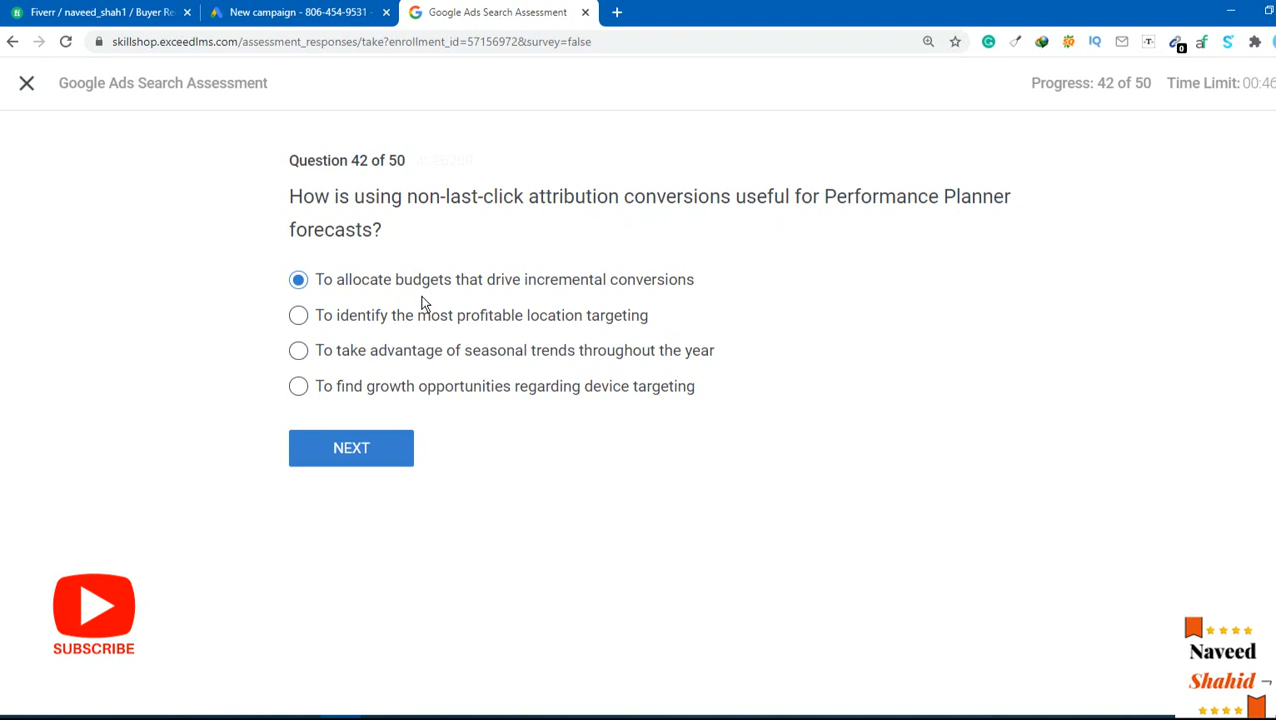 Fiverr / naveed_shah1 / Buyer Re
New campaign - 806-454-9531
Google Ads Search Assessment
skillshop.exceedlms.com/assessment_responses/take?enrollment_id=57156972&survey=false
Google Ads Search Assessment
Progress: 42 of 50
Time Limit: 00:46
Question 42 of 50
How is using non-last-click attribution conversions useful for Performance Planner
forecasts?
To allocate budgets that drive incremental conversions
To identify the most profitable location targeting
To take advantage of seasonal trends throughout the year
To find growth opportunities regarding device targeting
NEXT
SUBSCRIBE
Naveed
Shahid